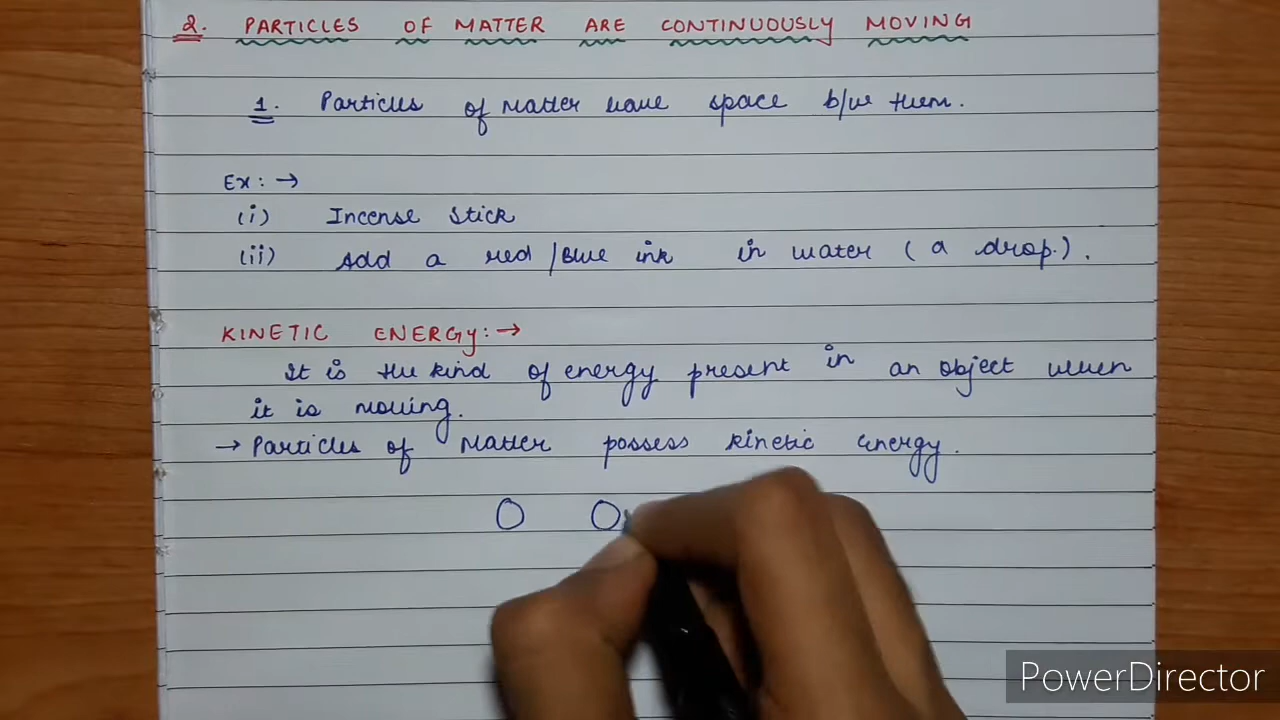 2. PARTICLES OF MATTER ARE CONTINUOUSLY MOVING
1. Particles of Matter have space b/w them.
Ex: →
(i) Incense stick
(ii) Add a red /Blue ink in water ( a drop.).
KINETIC ENERGY: →
It is the kind of energy present in an object when
it is moving.
→ Particles of Matter possess kinetic energy.
PowerDirector